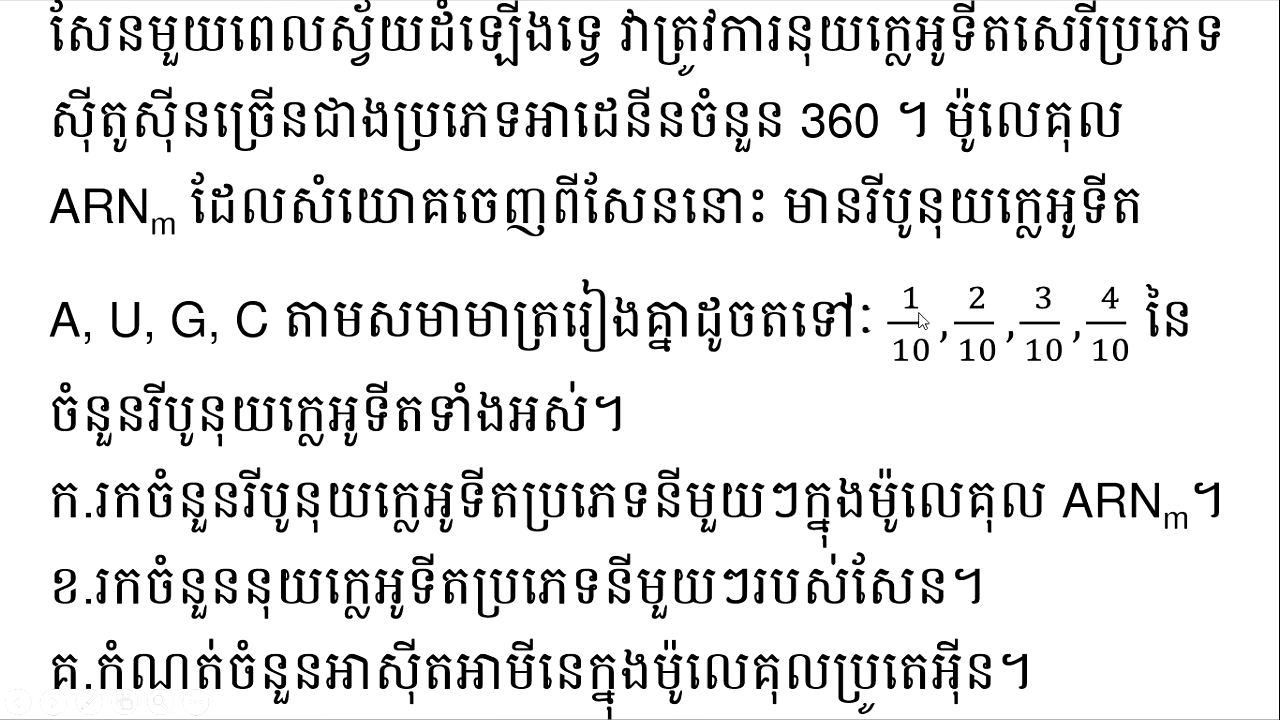 សែនមួយពេលស្វ័យដំឡើងទ្វេ វាត្រូវការនុយក្លេអូទីតសេរីប្រភេទ
ស៊ីតូស៊ីនច្រើនជាងប្រភេទអាដេនីនចំនួន 360 ។ ម៉ូលេគុល
ARNm ដែលសំយោគចេញពីសែននោះ មានរីបូនុយក្លេអូទីត
A, U, G, C តាមសមាមាត្ររៀងគ្នាដូចតទៅៈ 1/10, 2/10, 3/10, 4/10 នៃ
ចំនួនរីបូនុយក្លេអូទីតទាំងអស់។
ក.រកចំនួនរីបូនុយក្លេអូទីតប្រភេទនីមួយៗក្នុងម៉ូលេគុល ARNm។
ខ.រកចំនួននុយក្លេអូទីតប្រភេទនីមួយៗរបស់សែន។
គ.កំណត់ចំនួនអាស៊ីតអាមីនេក្នុងម៉ូលេគុលប្រូតេអ៊ីន។